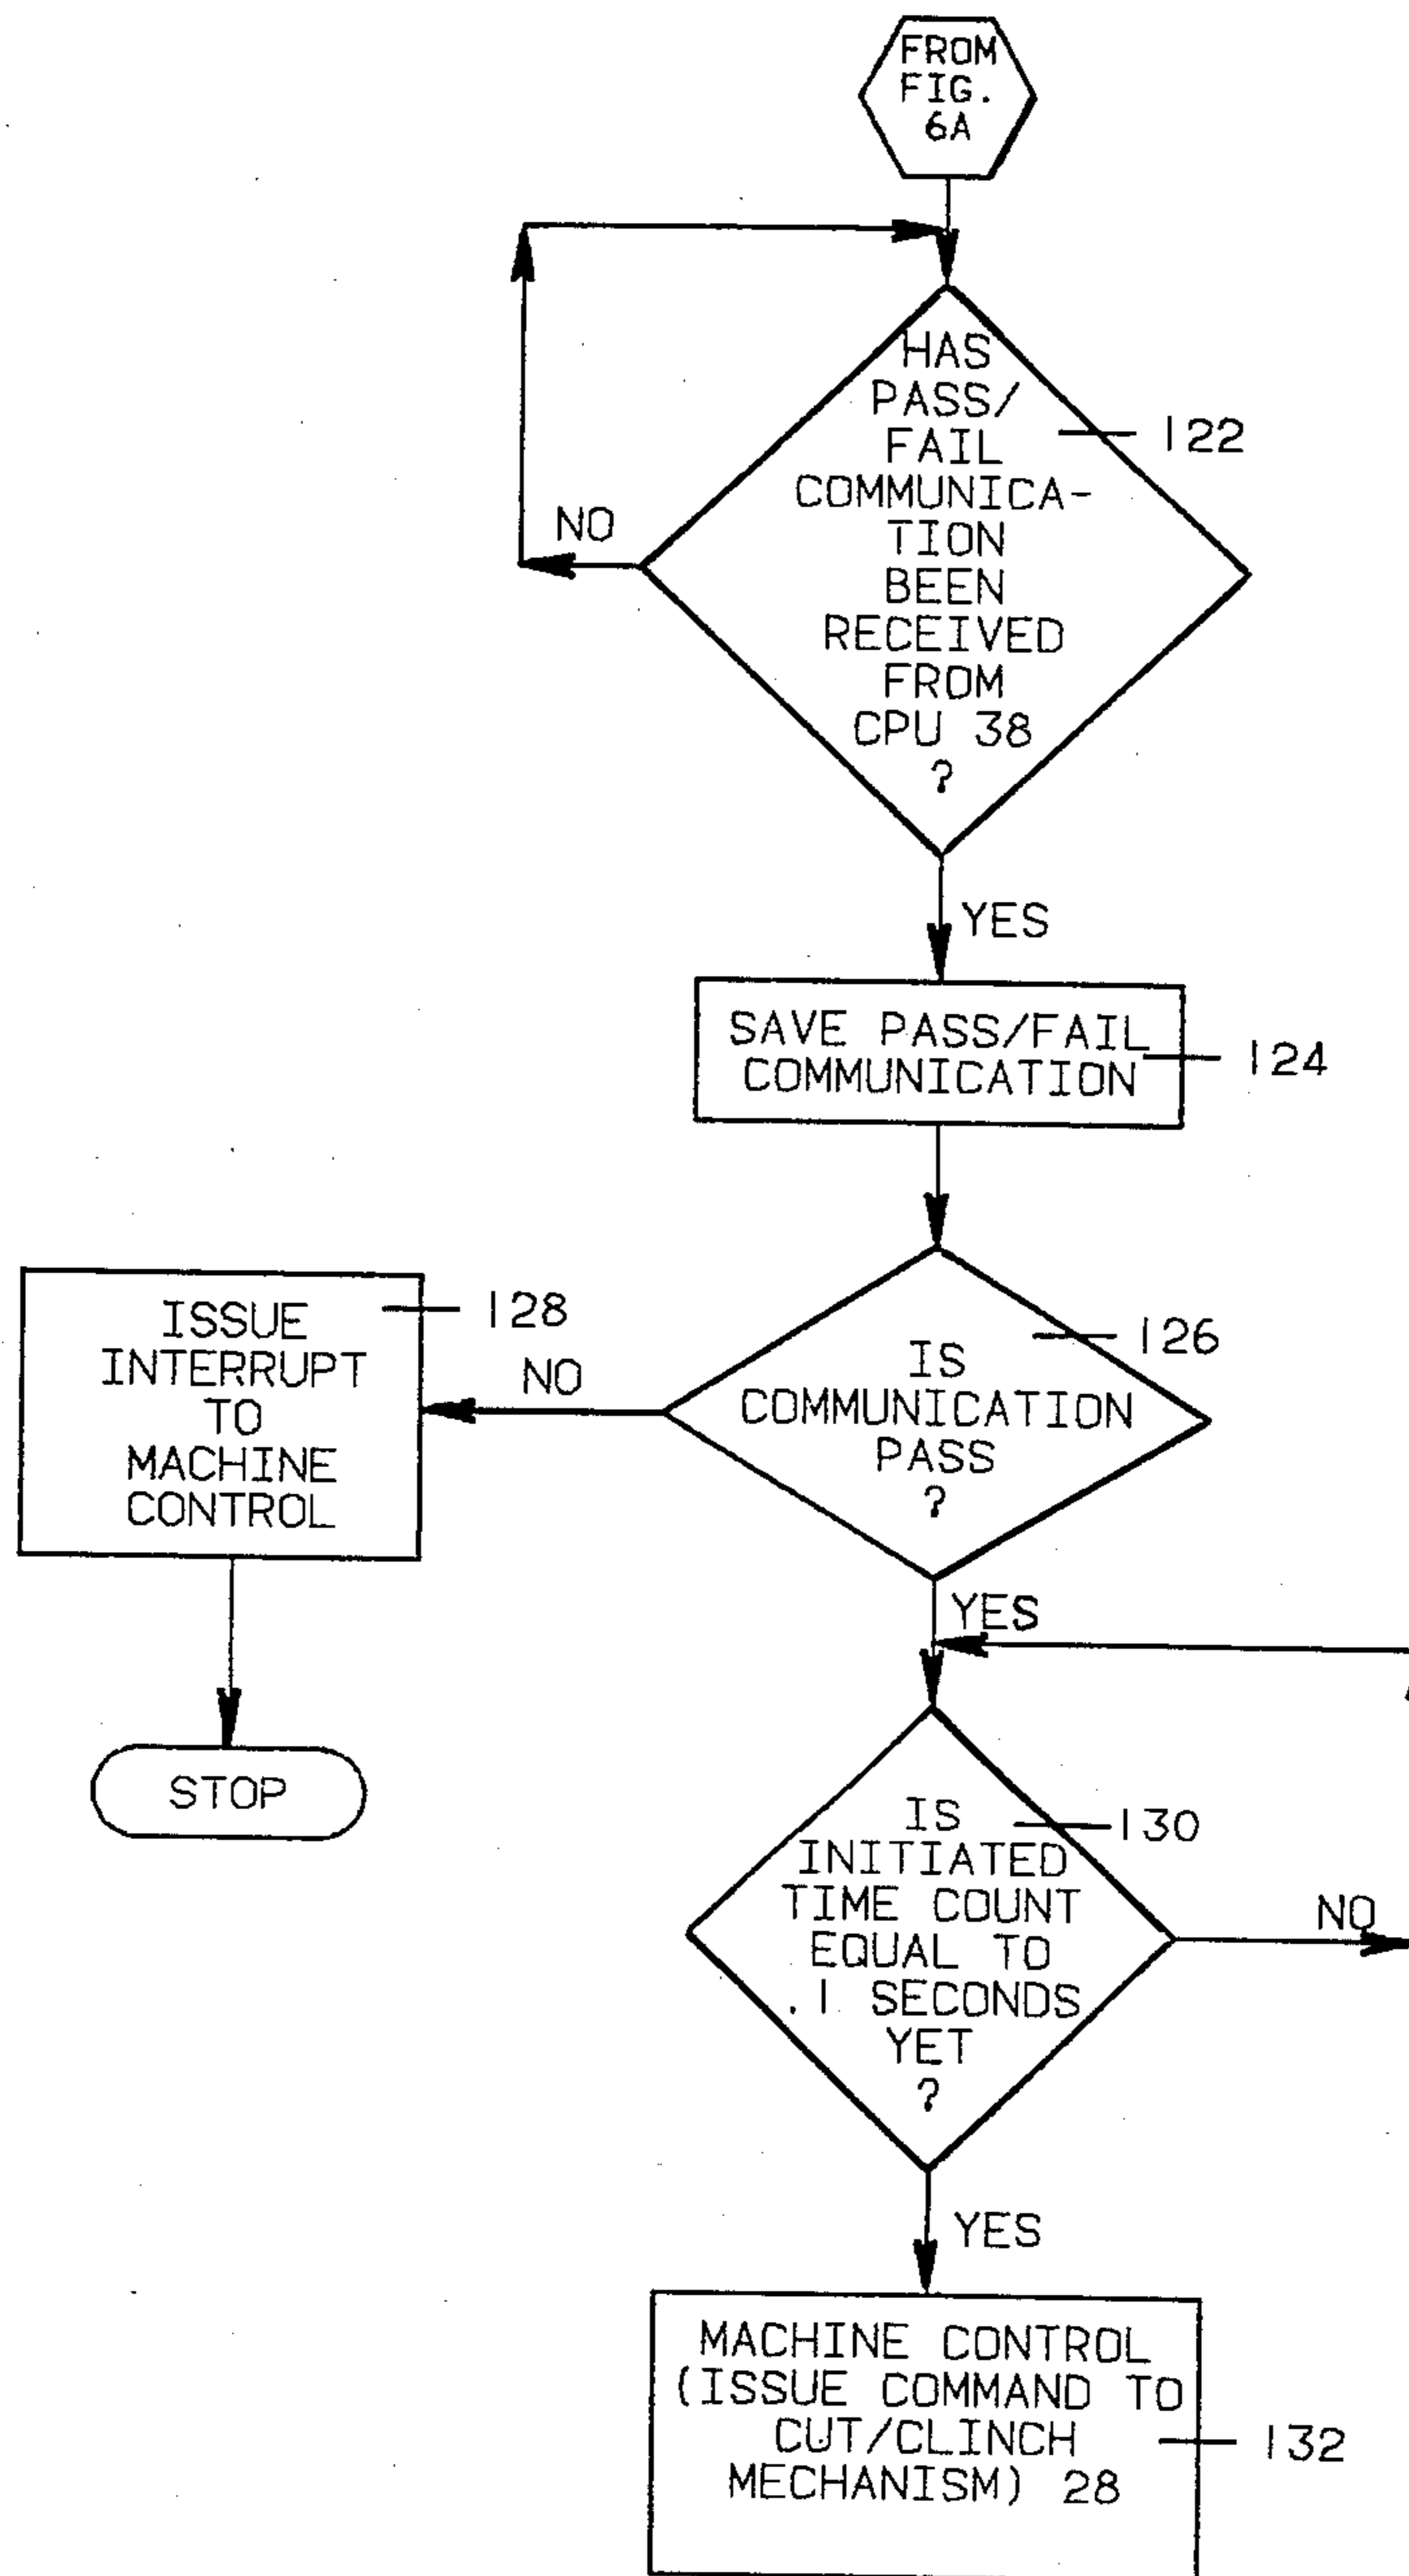 FROM
FIG.
6A
HAS
PASS/
FAIL
COMMUNICA-
TION
BEEN
RECEIVED
FROM
CPU 38
?
122
NO
YES
SAVE PASS/FAIL
COMMUNICATION
124
IS
COMMUNICATION
PASS
?
126
NO
ISSUE
INTERRUPT
TO
MACHINE
CONTROL
128
STOP
YES
IS
INITIATED
TIME COUNT
EQUAL TO
.1 SECONDS
YET
?
130
NO
YES
MACHINE CONTROL
(ISSUE COMMAND TO
CUT/CLINCH
MECHANISM) 28
132